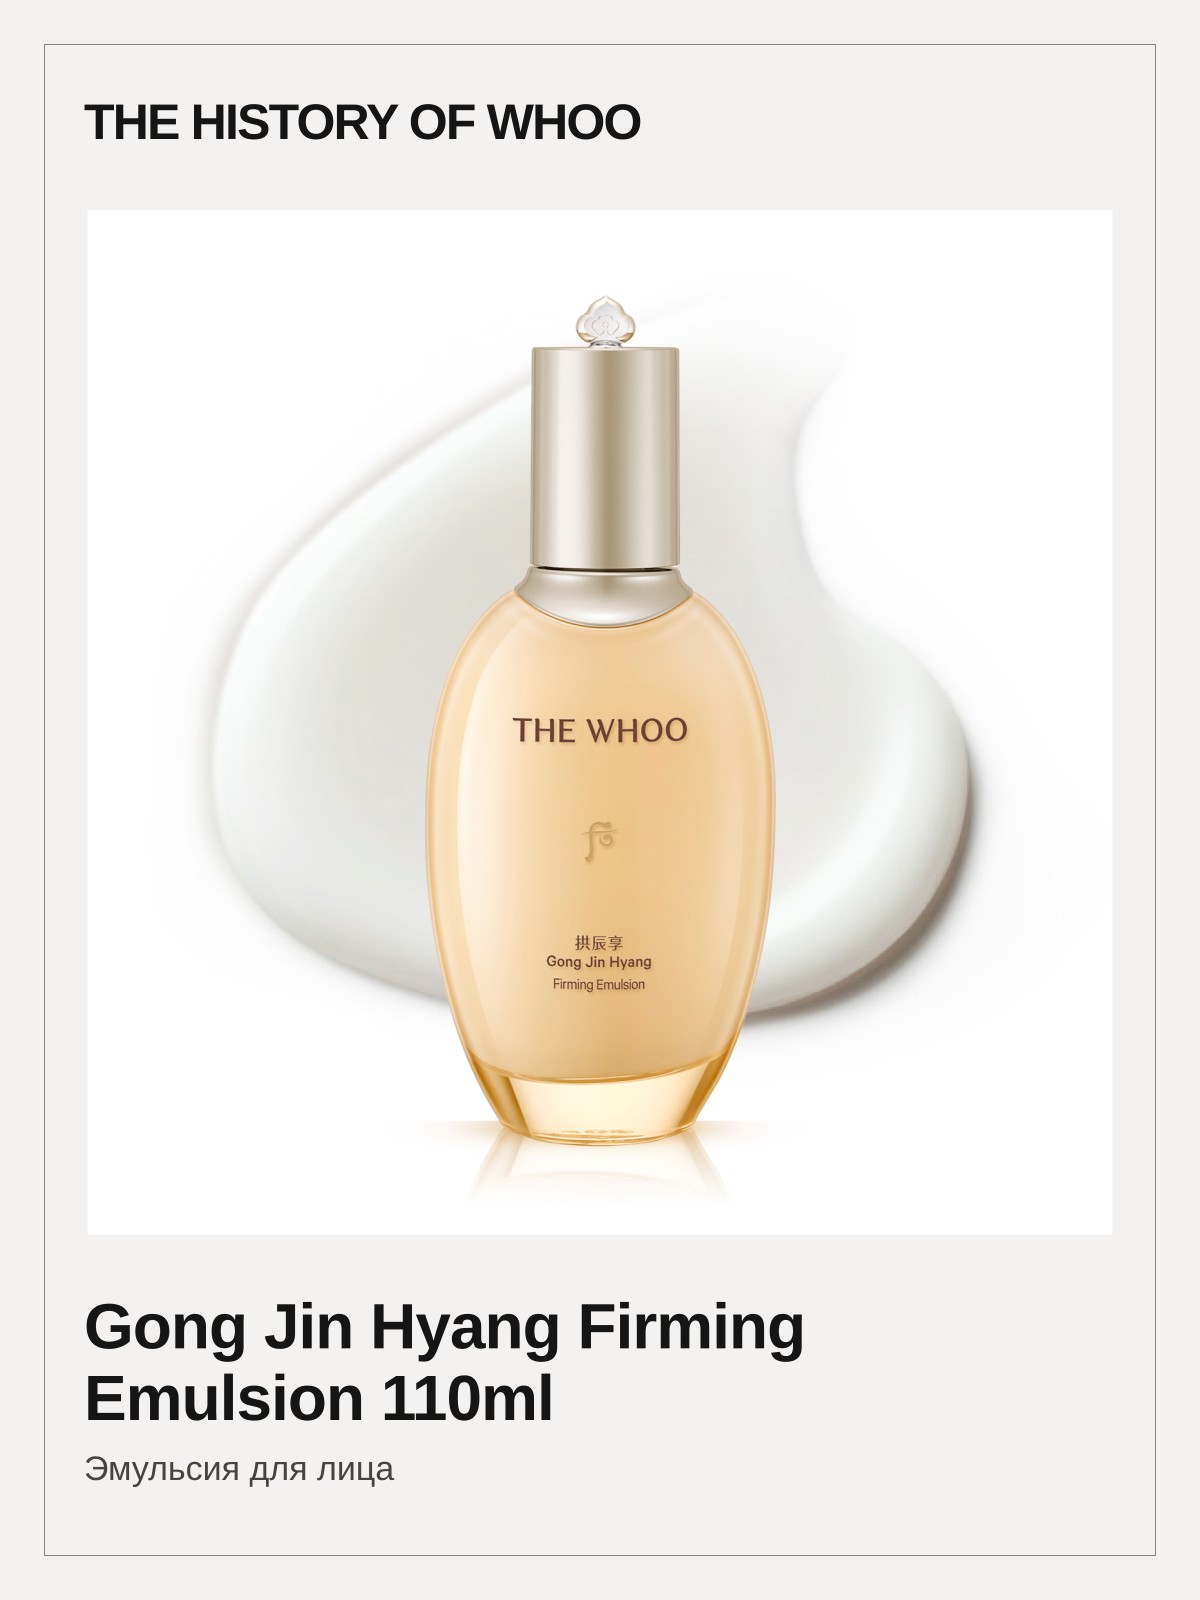 THE HISTORY OF WHOO
THE WHOO
拱辰享
Gong Jin Hyang
Firming Emulsion
Gong Jin Hyang Firming
Emulsion 110ml
Эмульсия для лица